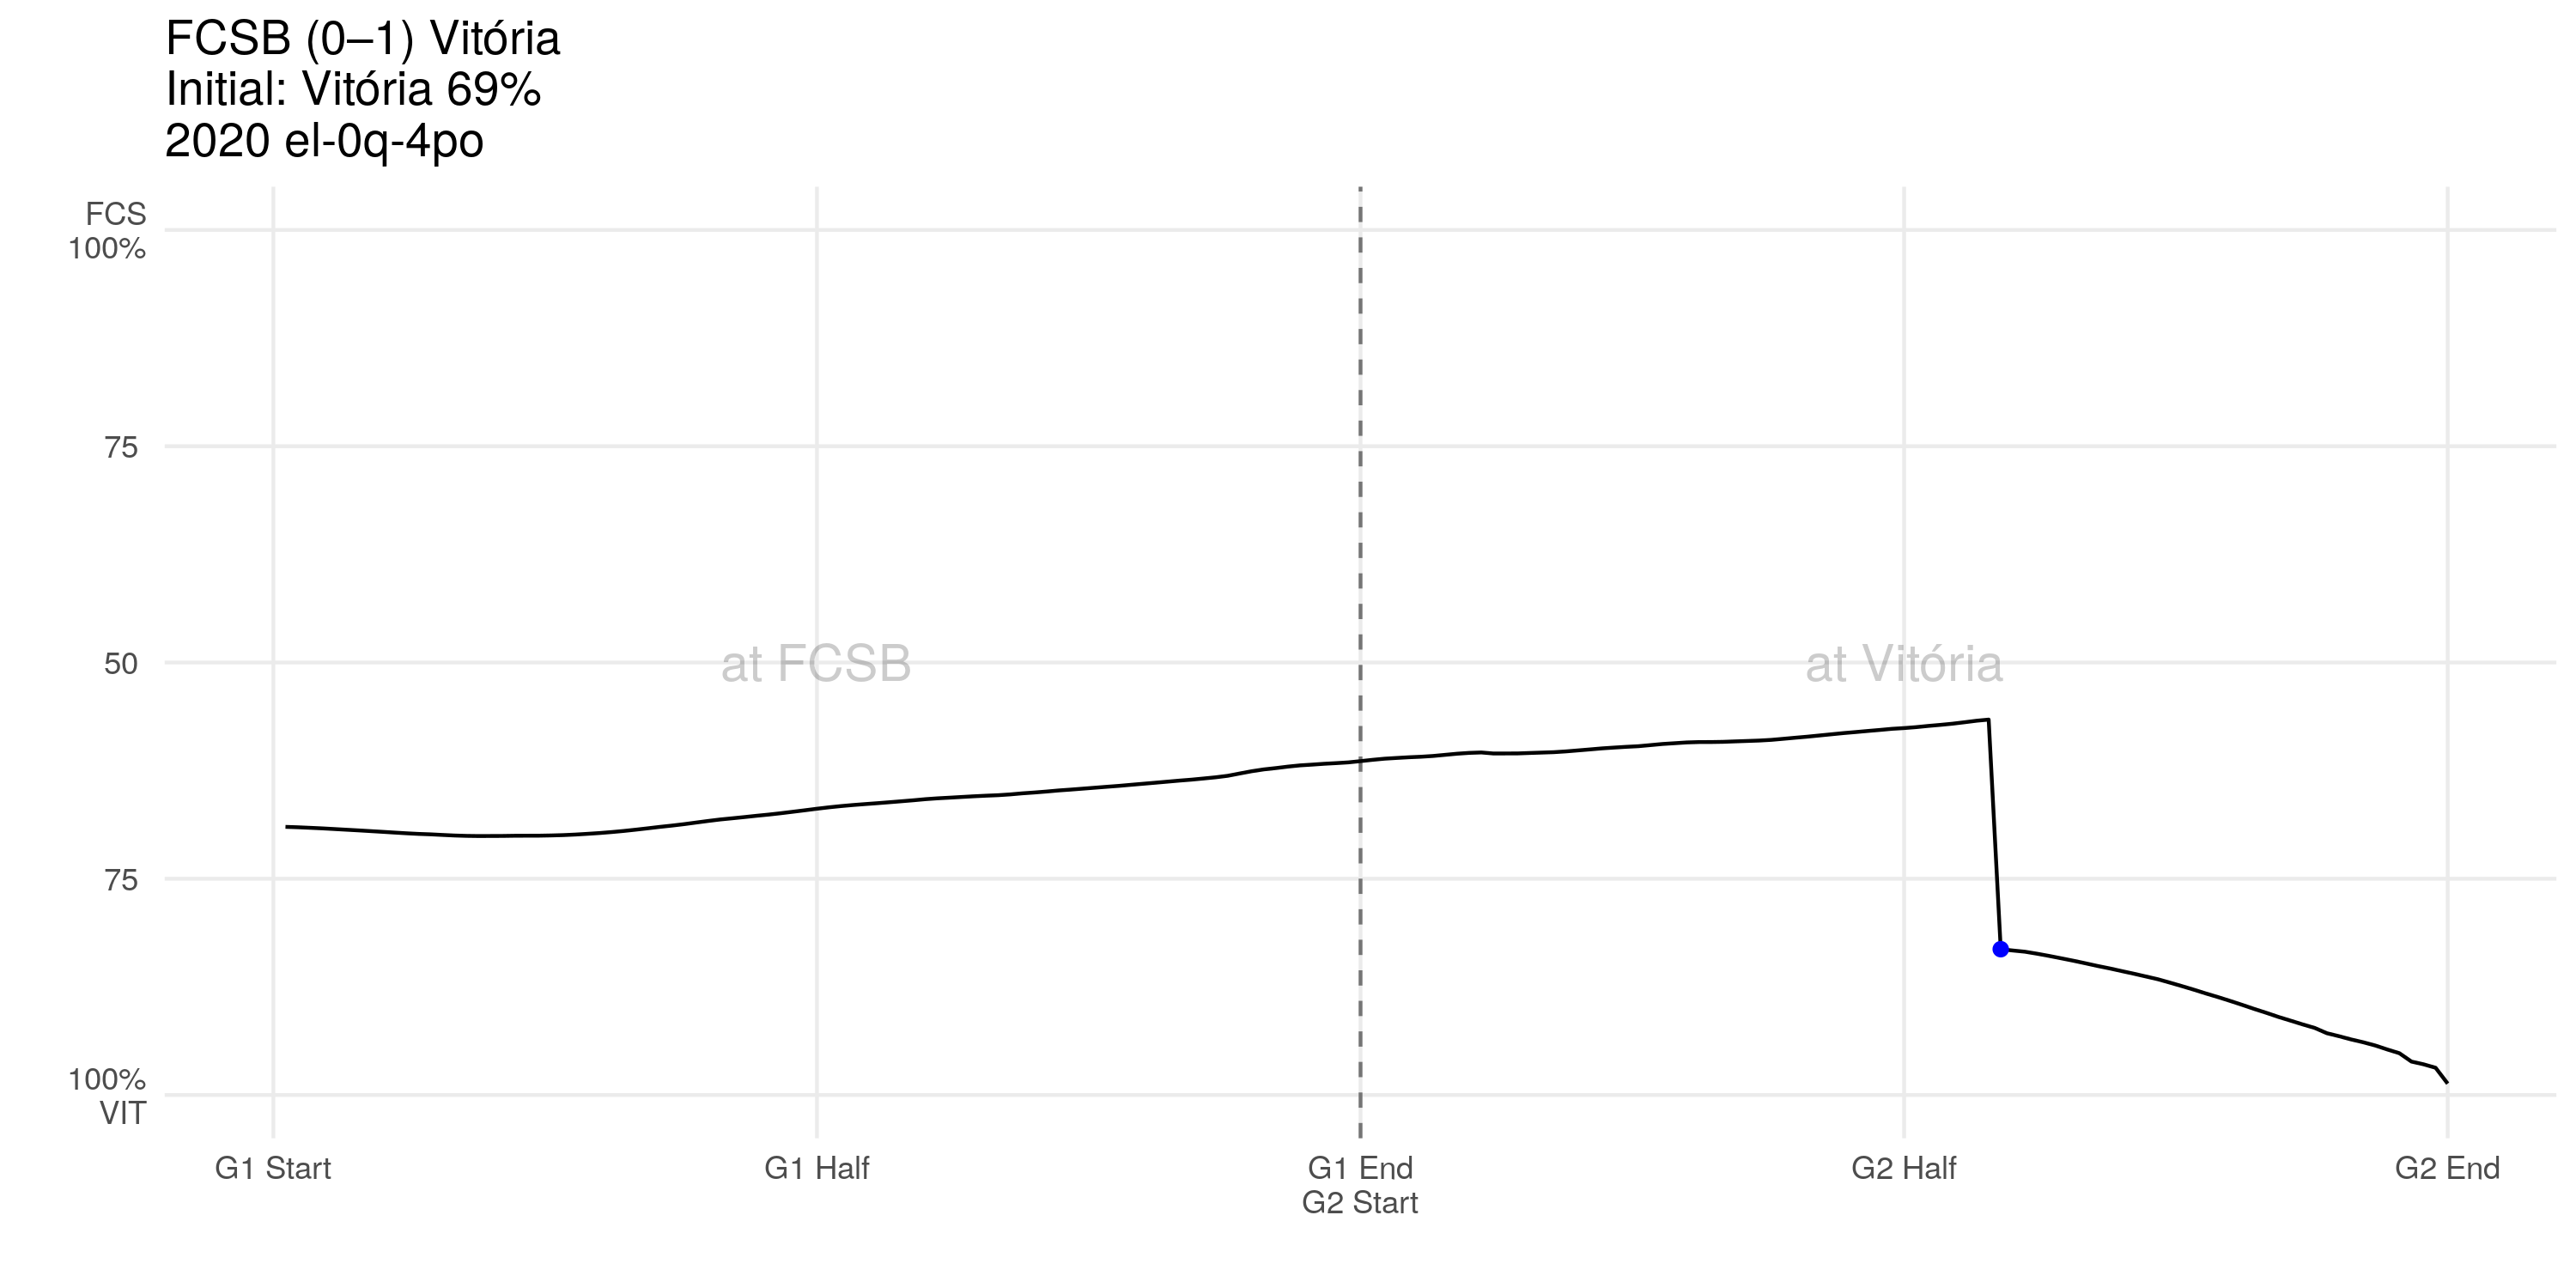 FCSB (0–1) Vitória
Initial: Vitória 69%
2020 el-0q-4po
FCS
100%
75
50
75
100%
VIT
at FCSB
at Vitória
G1 Start
G1 Half
G1 End
G2 Start
G2 Half
G2 End